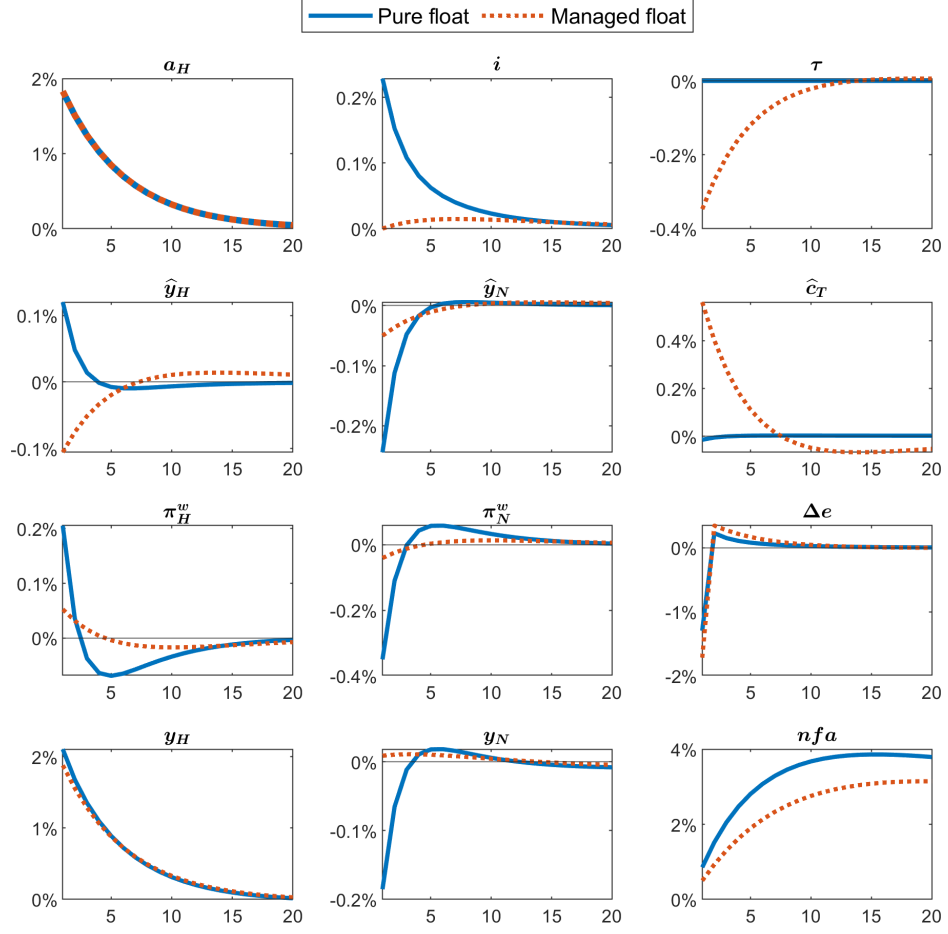 Pure float Managed float
a_H i τ
2% 0.2% 0%
1% 0.1% -0.2%
0% 0% -0.4%
5 10 15 20 5 10 15 20 5 10 15 20
ŷ_H ŷ_N ĉ_T
0.1% 0% 0.4%
0% -0.1% 0.2%
-0.1% -0.2% 0%
5 10 15 20 5 10 15 20 5 10 15 20
π^w_H π^w_N Δe
0.2% 0% 0%
0.1% -0.2% -1%
0% -0.4% -2%
5 10 15 20 5 10 15 20 5 10 15 20
y_H y_N nfa
2% 0% 4%
1% -0.1% 2%
0% -0.2% 0%
5 10 15 20 5 10 15 20 5 10 15 20